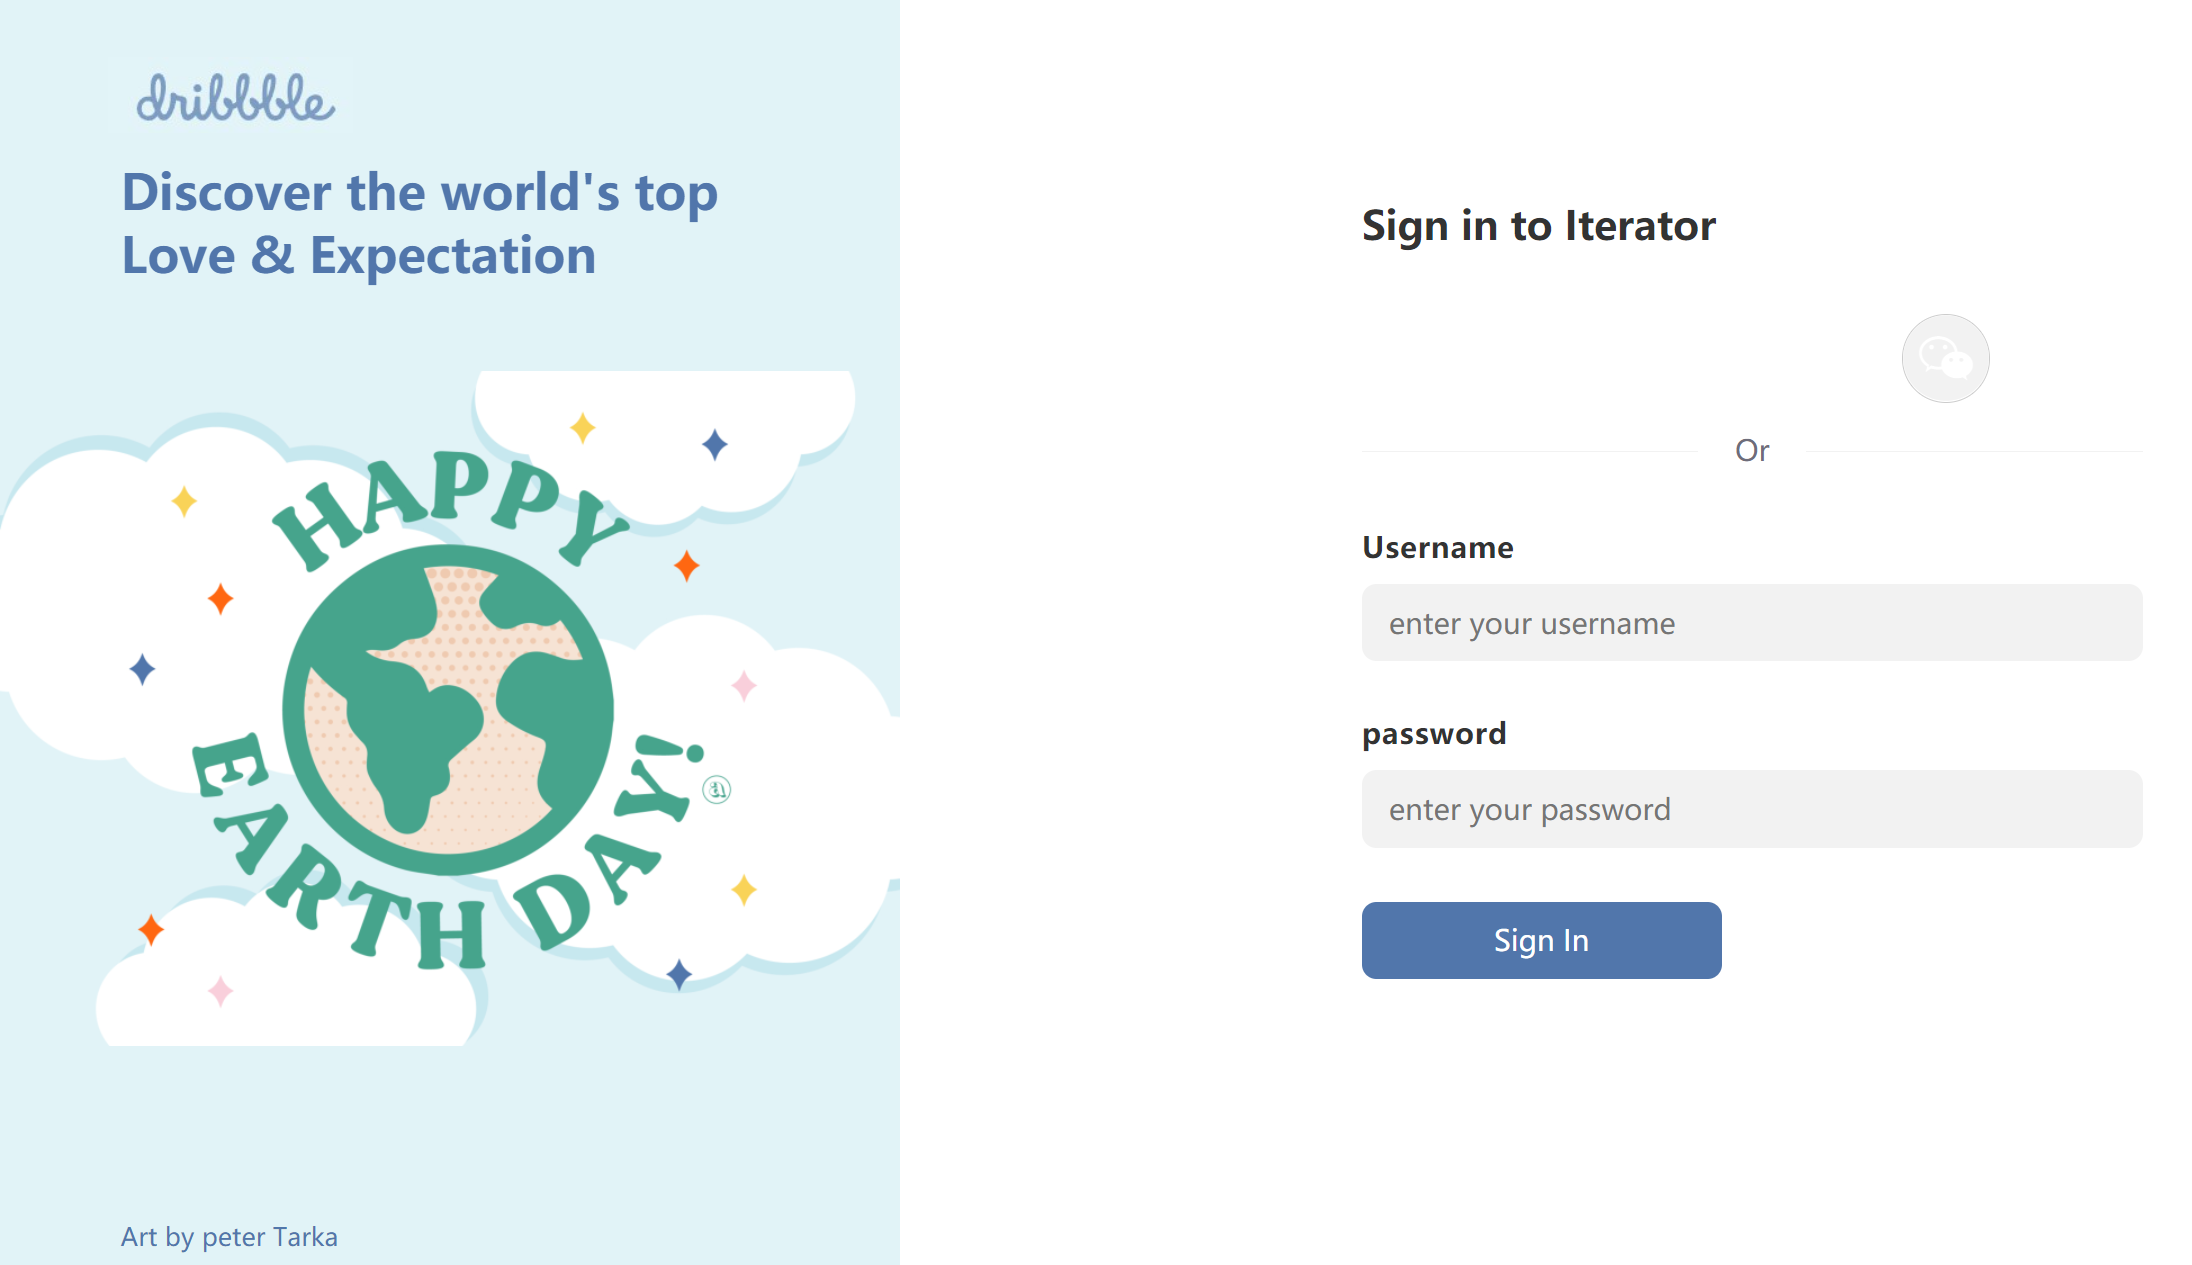 dribbble
Discover the world's top
Love & Expectation
HAPPY
EARTH DAY!
@
Art by peter Tarka
Sign in to Iterator
Or
Username
enter your username
password
enter your password
Sign In